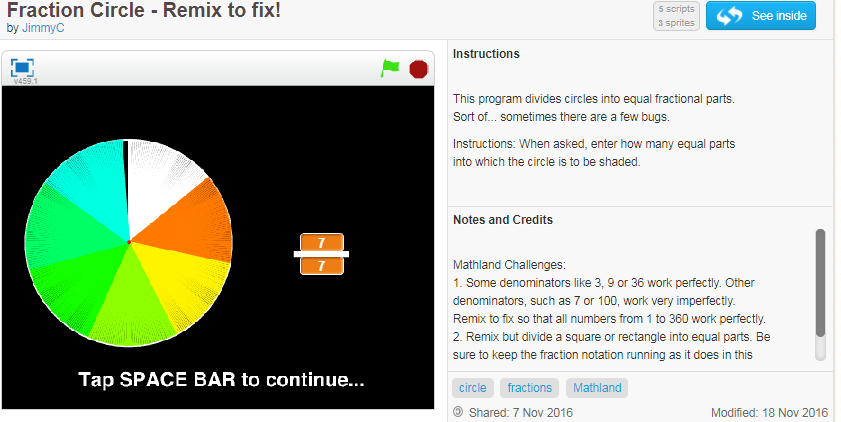 Fraction Circle - Remix to fix!
by JimmyC
5 scripts
3 sprites
See inside
v459.1
7
7
Tap SPACE BAR to continue...
Instructions
This program divides circles into equal fractional parts.
Sort of... sometimes there are a few bugs.
Instructions: When asked, enter how many equal parts
into which the circle is to be shaded.
Notes and Credits
Mathland Challenges:
1. Some denominators like 3, 9 or 36 work perfectly. Other
denominators, such as 7 or 100, work very imperfectly.
Remix to fix so that all numbers from 1 to 360 work perfectly.
2. Remix but divide a square or rectangle into equal parts. Be
sure to keep the fraction notation running as it does in this
circle
fractions
Mathland
Shared: 7 Nov 2016
Modified: 18 Nov 2016